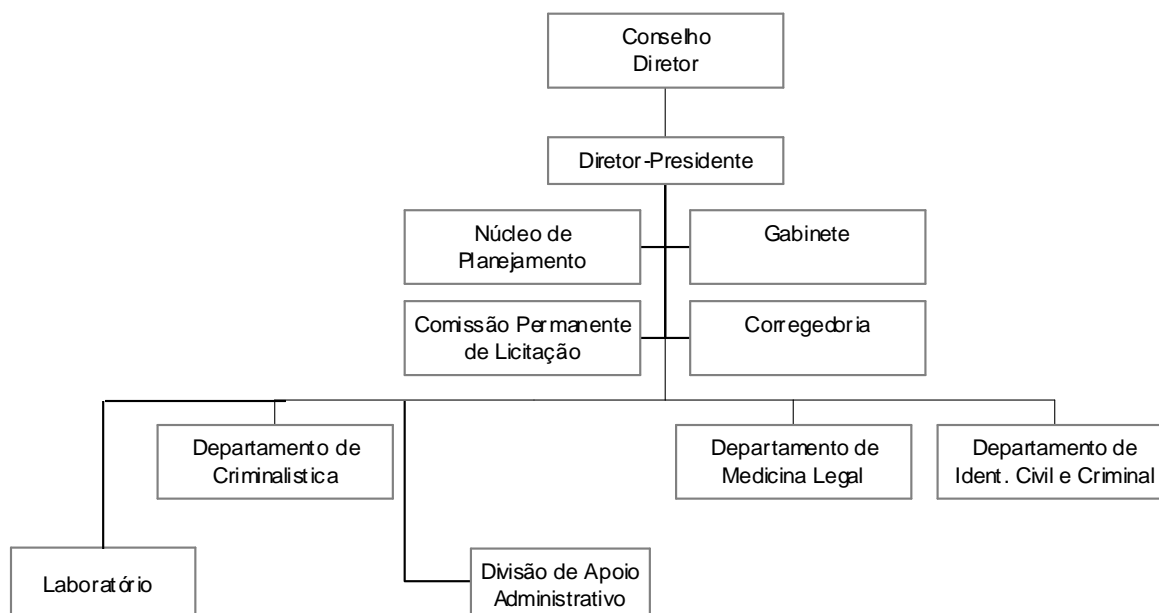 Conselho
Diretor
Diretor-Presidente
Núcleo de
Planejamento
Gabinete
Comissão Permanente
de Licitação
Corregedoria
Departamento de
Criminalistica
Departamento de
Medicina Legal
Departamento de
Ident. Civil e Criminal
Laboratório
Divisão de Apoio
Administrativo